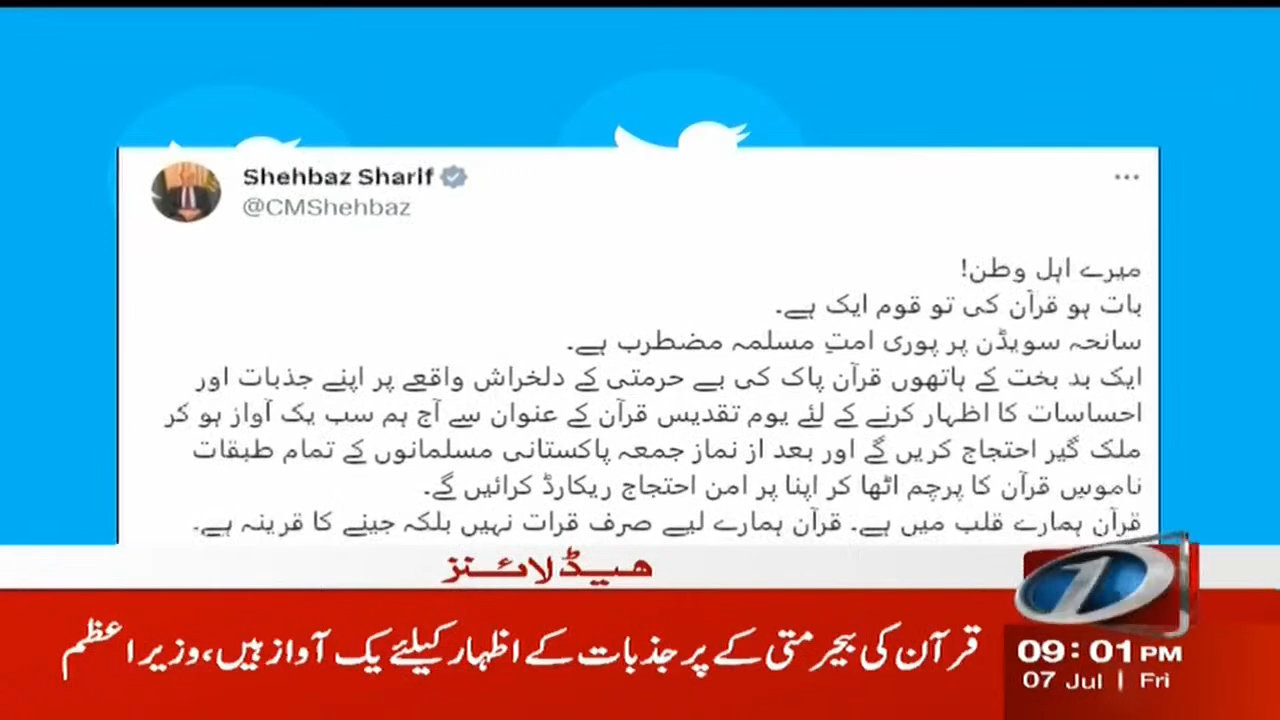 Shehbaz Sharif
@CMShehbaz
میرے اہل وطن!
بات ہو قرآن کی تو قوم ایک ہے۔
سانحہ سویڈن پر پوری امتِ مسلمہ مضطرب ہے۔
ایک بد بخت کے ہاتھوں قرآن پاک کی بے حرمتی کے دلخراش واقعے پر اپنے جذبات اور
احساسات کا اظہار کرنے کے لئے یوم تقدیس قرآن کے عنوان سے آج ہم سب یک آواز ہو کر
ملک گیر احتجاج کریں گے اور بعد از نماز جمعہ پاکستانی مسلمانوں کے تمام طبقات
ناموسِ قرآن کا پرچم اٹھا کر اپنا پر امن احتجاج ریکارڈ کرائیں گے۔
قرآن ہمارے قلب میں ہے۔ قرآن ہمارے لیے صرف قرات نہیں بلکہ جینے کا قرینہ ہے۔
ھیڈلائنز
قرآن کی بیحرمتی کے پر جذبات کے اظہار کیلئے یک آواز ہیں، وزیراعظم
1
09:01 PM
07 Jul | Fri